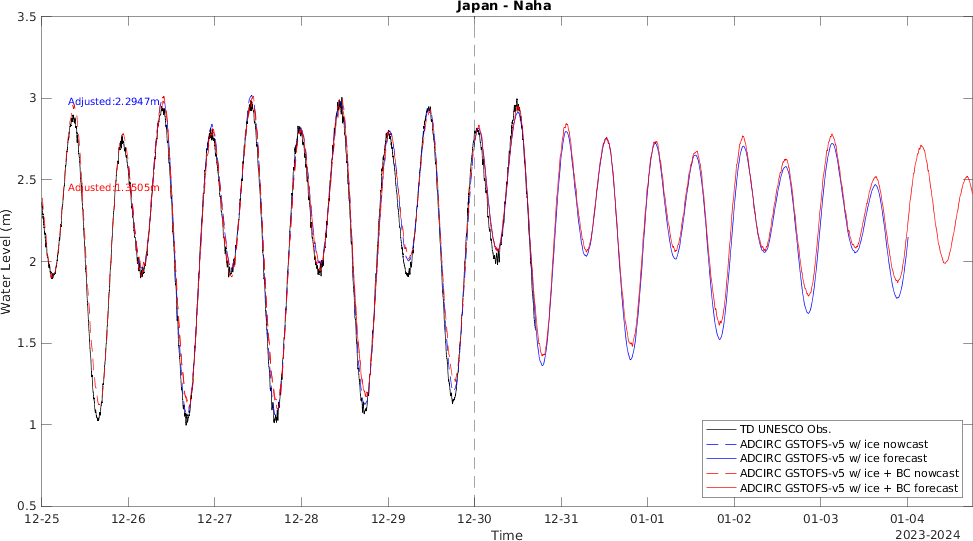 Japan - Naha
3.5
3
2.5
2
1.5
1
0.5
Water Level (m)
Adjusted:2.2947m
Adjusted:1.3505m
TD UNESCO Obs.
ADCIRC GSTOFS-v5 w/ ice nowcast
ADCIRC GSTOFS-v5 w/ ice forecast
ADCIRC GSTOFS-v5 w/ ice + BC nowcast
ADCIRC GSTOFS-v5 w/ ice + BC forecast
12-25 12-26 12-27 12-28 12-29 12-30 12-31 01-01 01-02 01-03 01-04
Time
2023-2024